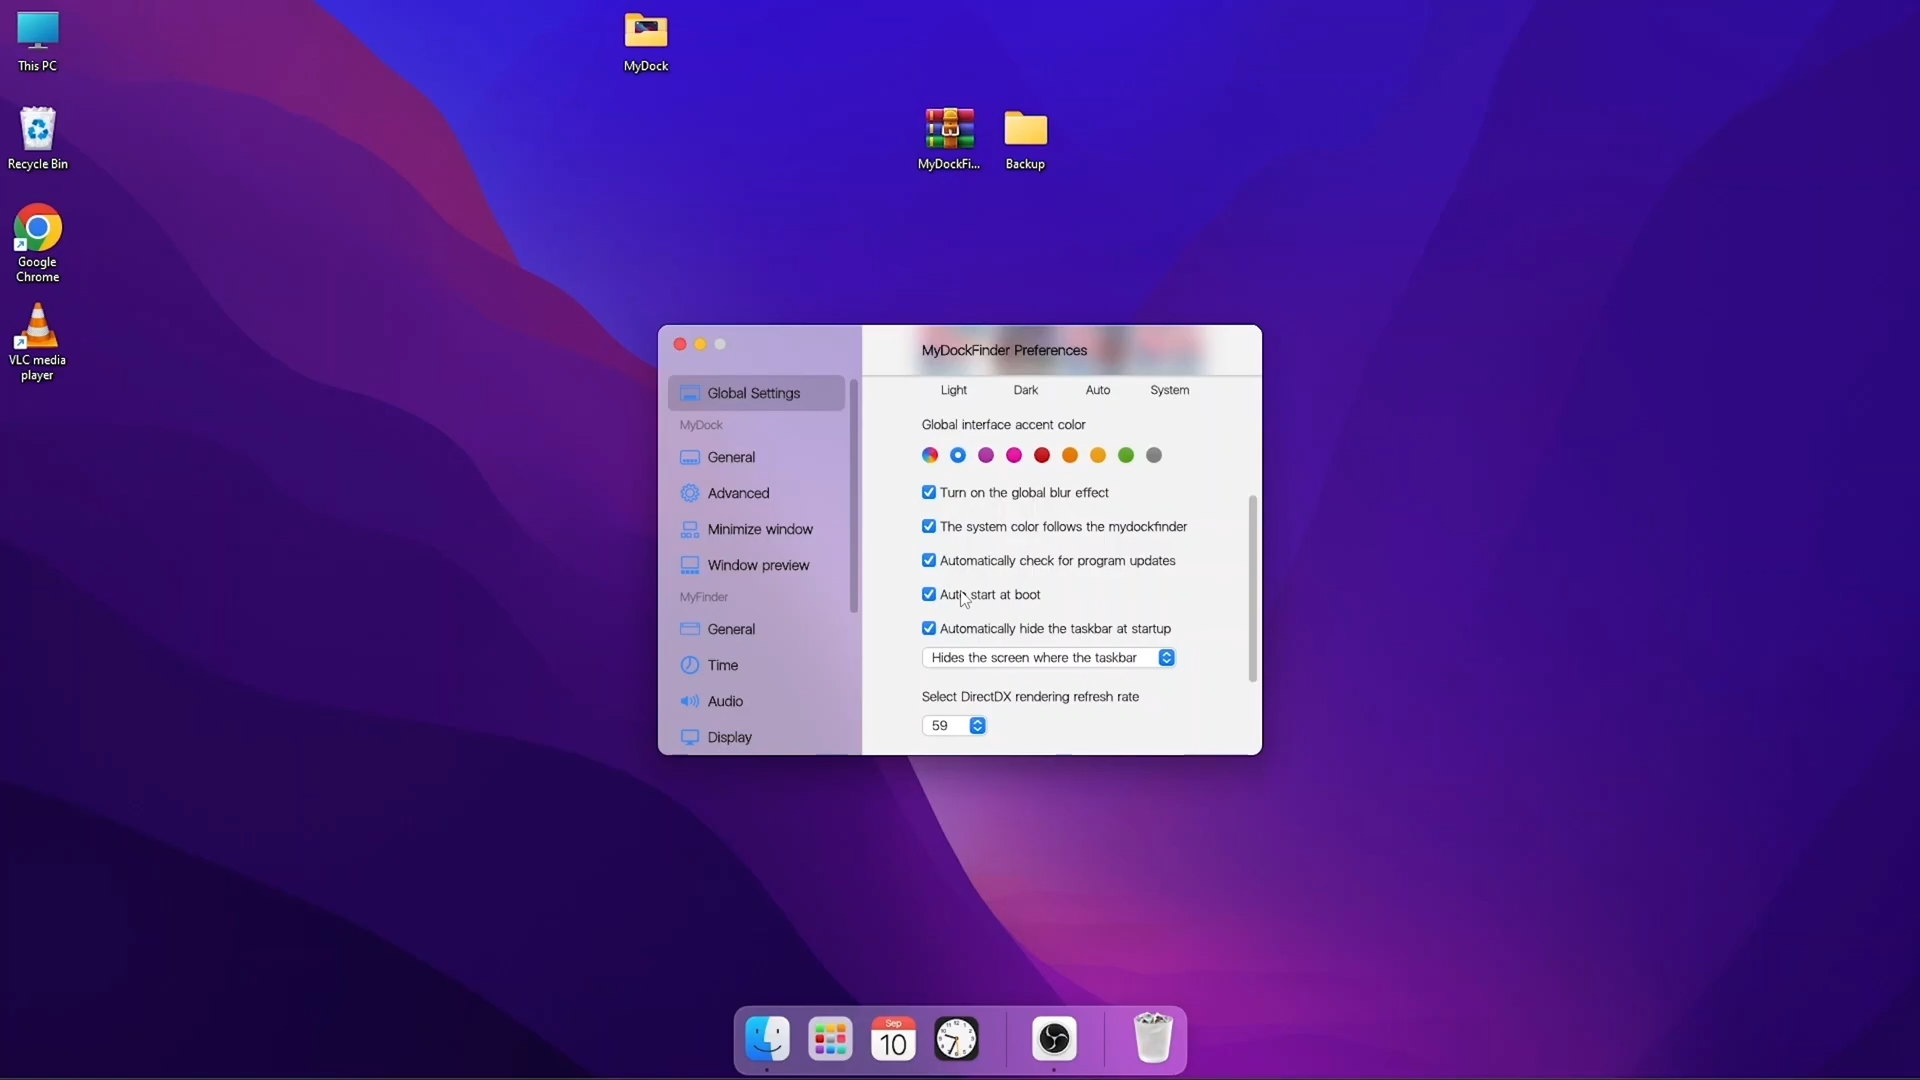 This PC
MyDock
MyDockFi...
Backup
Recycle Bin
Google
Chrome
VLC media
player
MyDockFinder Preferences
Global Settings
MyDock
General
Advanced
Minimize window
Window preview
MyFinder
General
Time
Audio
Display
Light
Dark
Auto
System
Global interface accent color
Turn on the global blur effect
The system color follows the mydockfinder
Automatically check for program updates
Auto start at boot
Automatically hide the taskbar at startup
Hides the screen where the taskbar
Select DirectDX rendering refresh rate
59
Sep
10